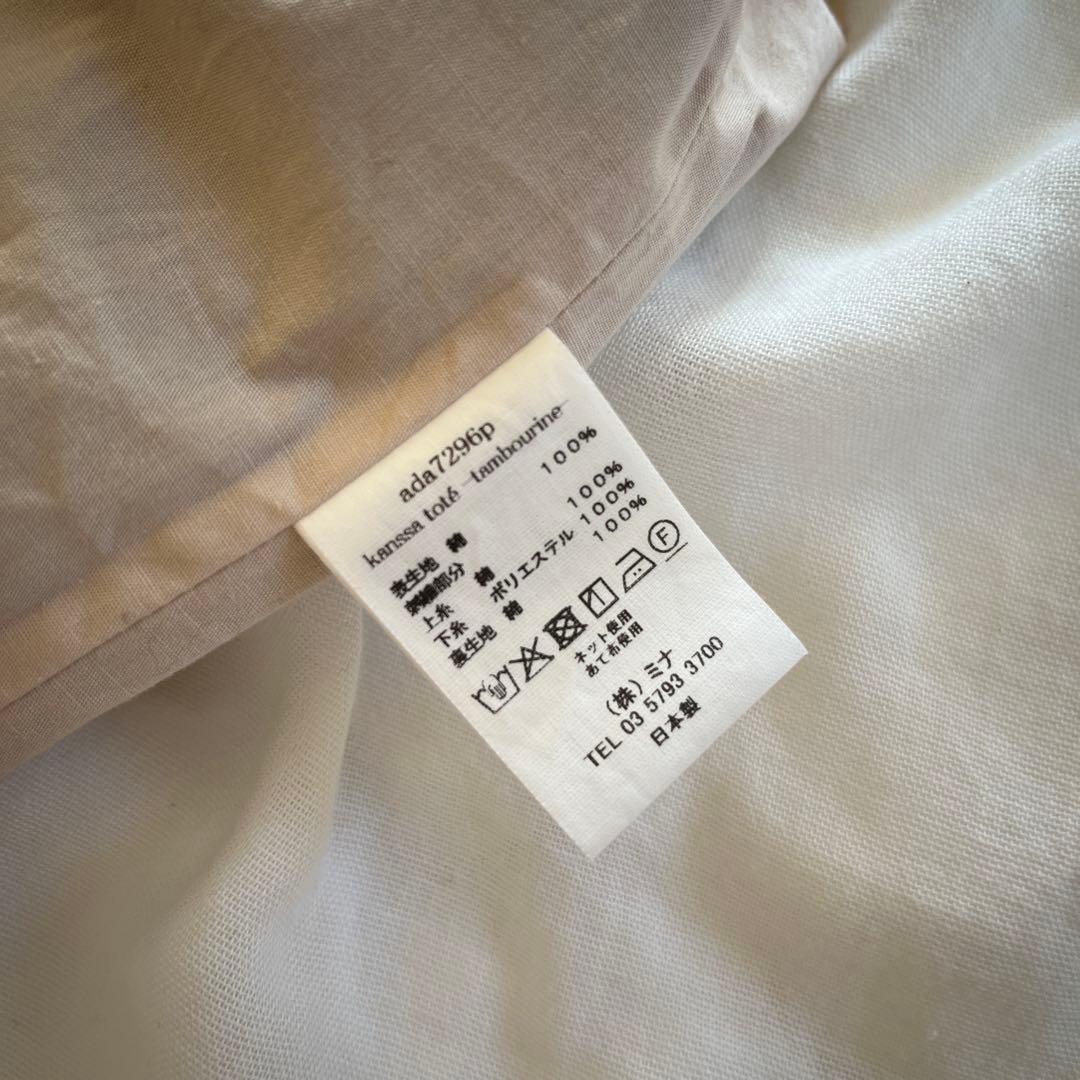 ada7296p
kanssa toté -tambourine-
表生地 綿 100%
刺繍部分
上糸 綿 100%
下糸 ポリエステル 100%
裏生地 綿 100%
F
ネット使用
あて布使用
(株)ミナ
TEL 03 5793 3700
日本製